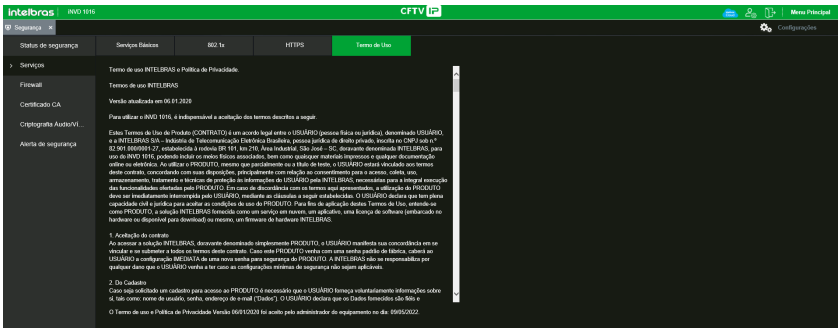 intelbras iNVD 1016 CFTV IP Menu Principal
Segurança × Configurações
Status de segurança Serviços Básicos 802.1x HTTPS Termo de Uso
Serviços
Firewall
Certificado CA
Criptografia Áudio/Ví...
Alerta de segurança
Termo de uso INTELBRAS e Política de Privacidade.
Termos de uso INTELBRAS
Versão atualizada em 06.01.2020
Para utilizar o iNVD 1016, é indispensável a aceitação dos termos descritos a seguir.
Estes Termos de Uso de Produto (CONTRATO) é um acordo legal entre o USUÁRIO (pessoa física ou jurídica), denominado USUÁRIO,
e a INTELBRAS S/A – Indústria de Telecomunicação Eletrônica Brasileira, pessoa jurídica de direito privado, inscrita no CNPJ sob n.º
82.901.000/0001-27, estabelecida à rodovia BR 101, km 210, Área Industrial, São José – SC, doravante denominada INTELBRAS, para
uso do iNVD 1016, podendo incluir os meios físicos associados, bem como quaisquer materiais impressos e qualquer documentação
online ou eletrônica. Ao utilizar o PRODUTO, mesmo que parcialmente ou a título de teste, o USUÁRIO estará vinculado aos termos
deste contrato, concordando com suas disposições, principalmente com relação ao consentimento para o acesso, coleta, uso,
armazenamento, tratamento e técnicas de proteção às informações do USUÁRIO pela INTELBRAS, necessárias para a integral execução
das funcionalidades ofertadas pelo PRODUTO. Em caso de discordância com os termos aqui apresentados, a utilização do PRODUTO
deve ser imediatamente interrompida pelo USUÁRIO, mediante as cláusulas a seguir estabelecidas. O USUÁRIO declara que tem plena
capacidade civil e jurídica para aceitar as condições de uso do PRODUTO. Para fins de aplicação destes Termos de Uso, entende-se
como PRODUTO, a solução INTELBRAS fornecida como um serviço em nuvem, um aplicativo, uma licença de software (embarcado no
hardware ou disponível para download) ou mesmo, um firmware de hardware INTELBRAS.
1. Aceitação do contrato
Ao acessar a solução INTELBRAS, doravante denominado simplesmente PRODUTO, o USUÁRIO manifesta sua concordância em se
vincular e se submeter a todos os termos deste contrato. Caso este PRODUTO venha com uma senha padrão de fábrica, caberá ao
USUÁRIO a configuração IMEDIATA de uma nova senha para segurança do PRODUTO. A INTELBRAS não se responsabiliza por
qualquer dano que o USUÁRIO venha a ter caso as configurações mínimas de segurança não sejam aplicáveis.
2. Do Cadastro
Caso seja solicitado um cadastro para acesso ao PRODUTO é necessário que o USUÁRIO forneça voluntariamente informações sobre
si, tais como: nome de usuário, senha, endereço de e-mail ("Dados"). O USUÁRIO declara que os Dados fornecidos são fiéis e
O Termo de uso e Política de Privacidade Versão 06/01/2020 foi aceito pelo administrador do equipamento no dia: 09/05/2022.